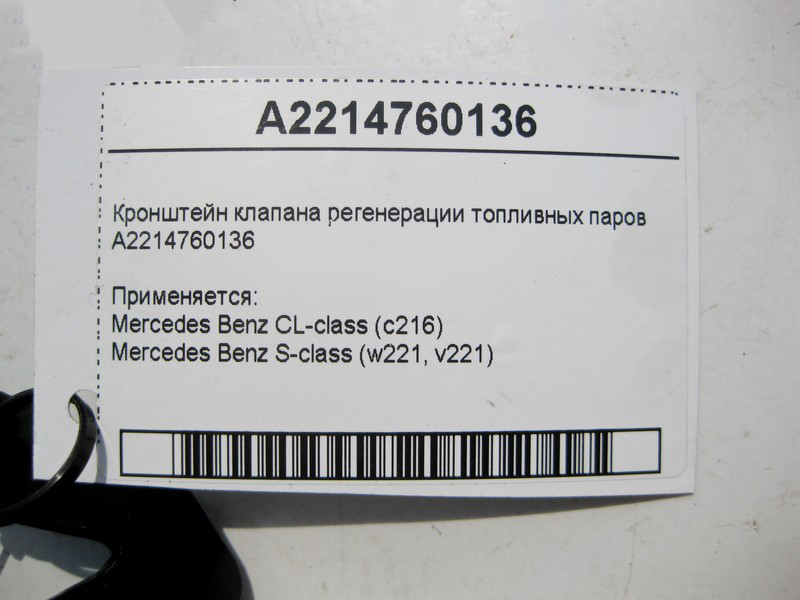 A2214760136
Кронштейн клапана регенерации топливных паров
A2214760136
Применяется:
Mercedes Benz CL-class (c216)
Mercedes Benz S-class (w221, v221)